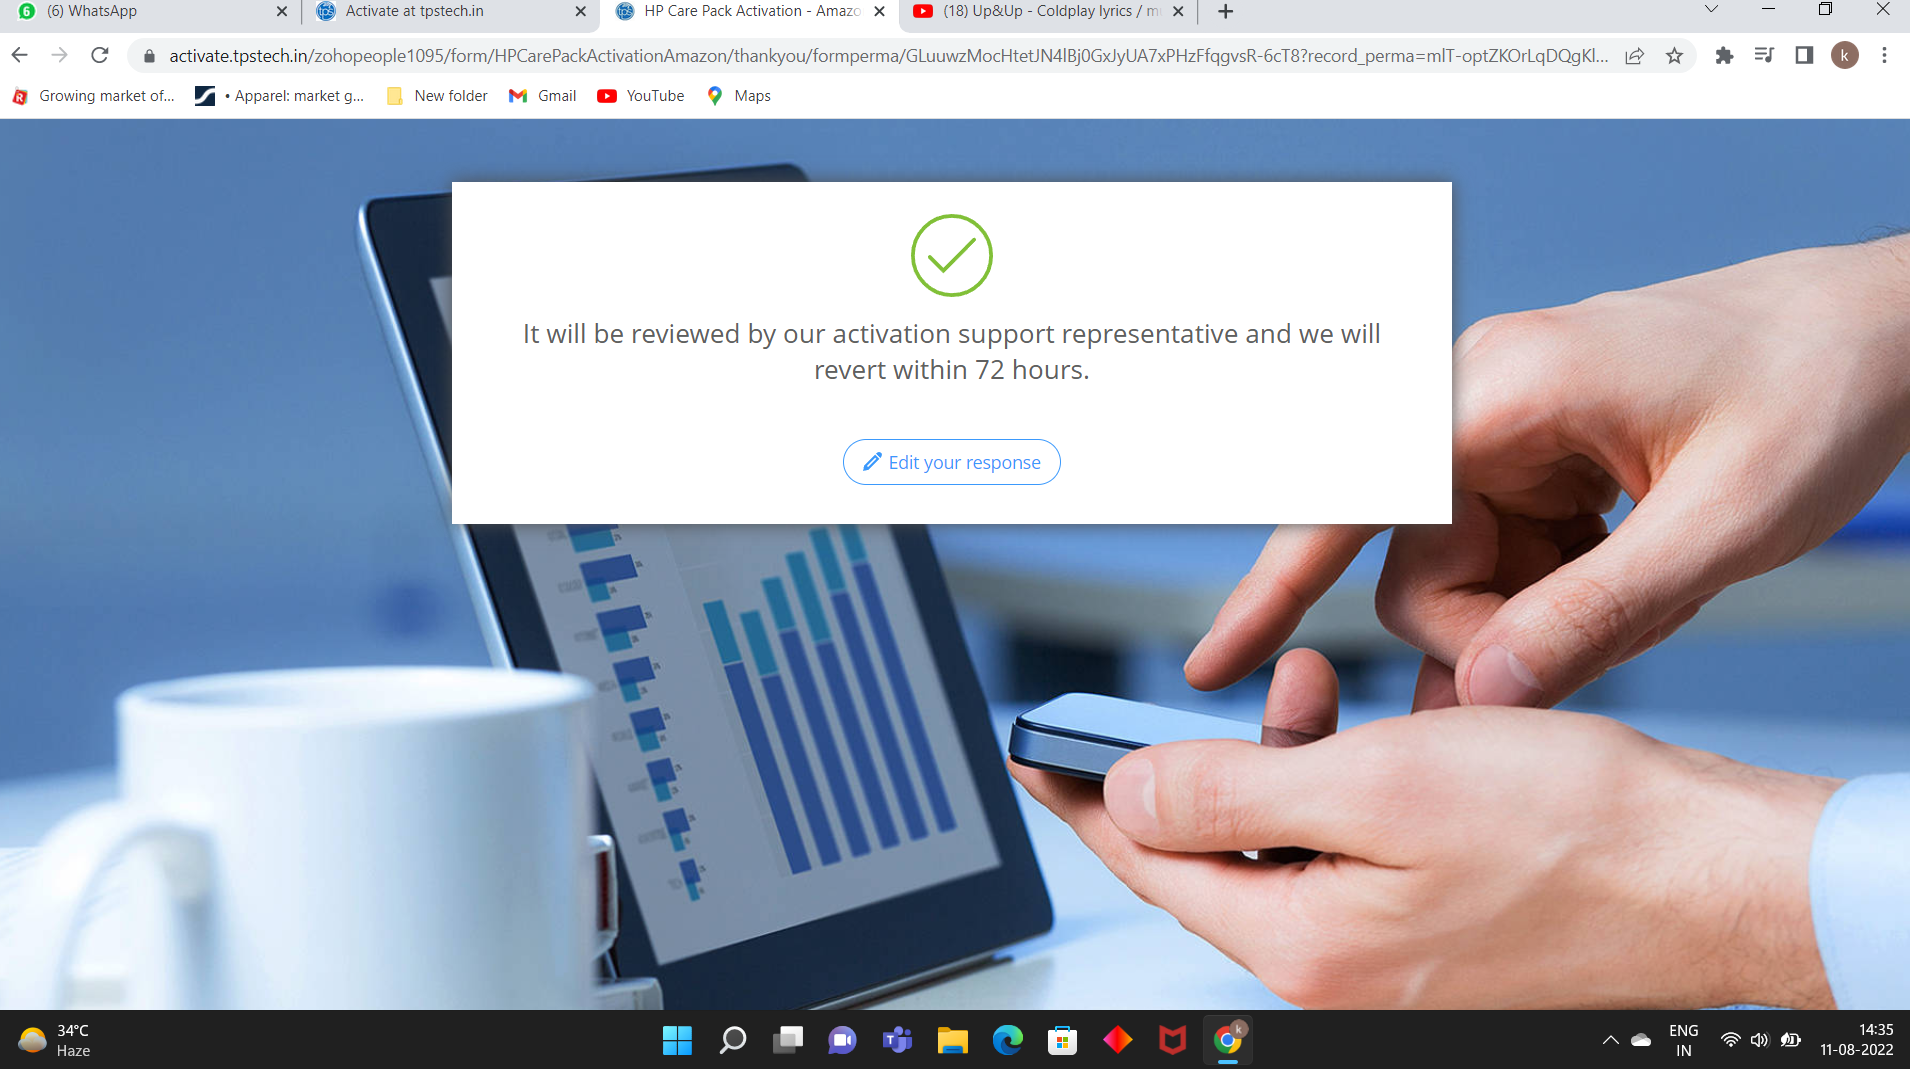 6 (6) WhatsApp
tps Activate at tpstech.in
tps HP Care Pack Activation - Amazo
(18) Up&Up - Coldplay lyrics / m
activate.tpstech.in/zohopeople1095/form/HPCarePackActivationAmazon/thankyou/formperma/GLuuwzMocHtetJN4lBj0GxJyUA7xPHzFfqgvsR-6cT8?record_perma=mlT-optZKOrLqDQgKl...
k
R Growing market of...
• Apparel: market g...
New folder
Gmail
YouTube
Maps
It will be reviewed by our activation support representative and we will
revert within 72 hours.
Edit your response
34°C
Haze
k
ENG
IN
14:35
11-08-2022